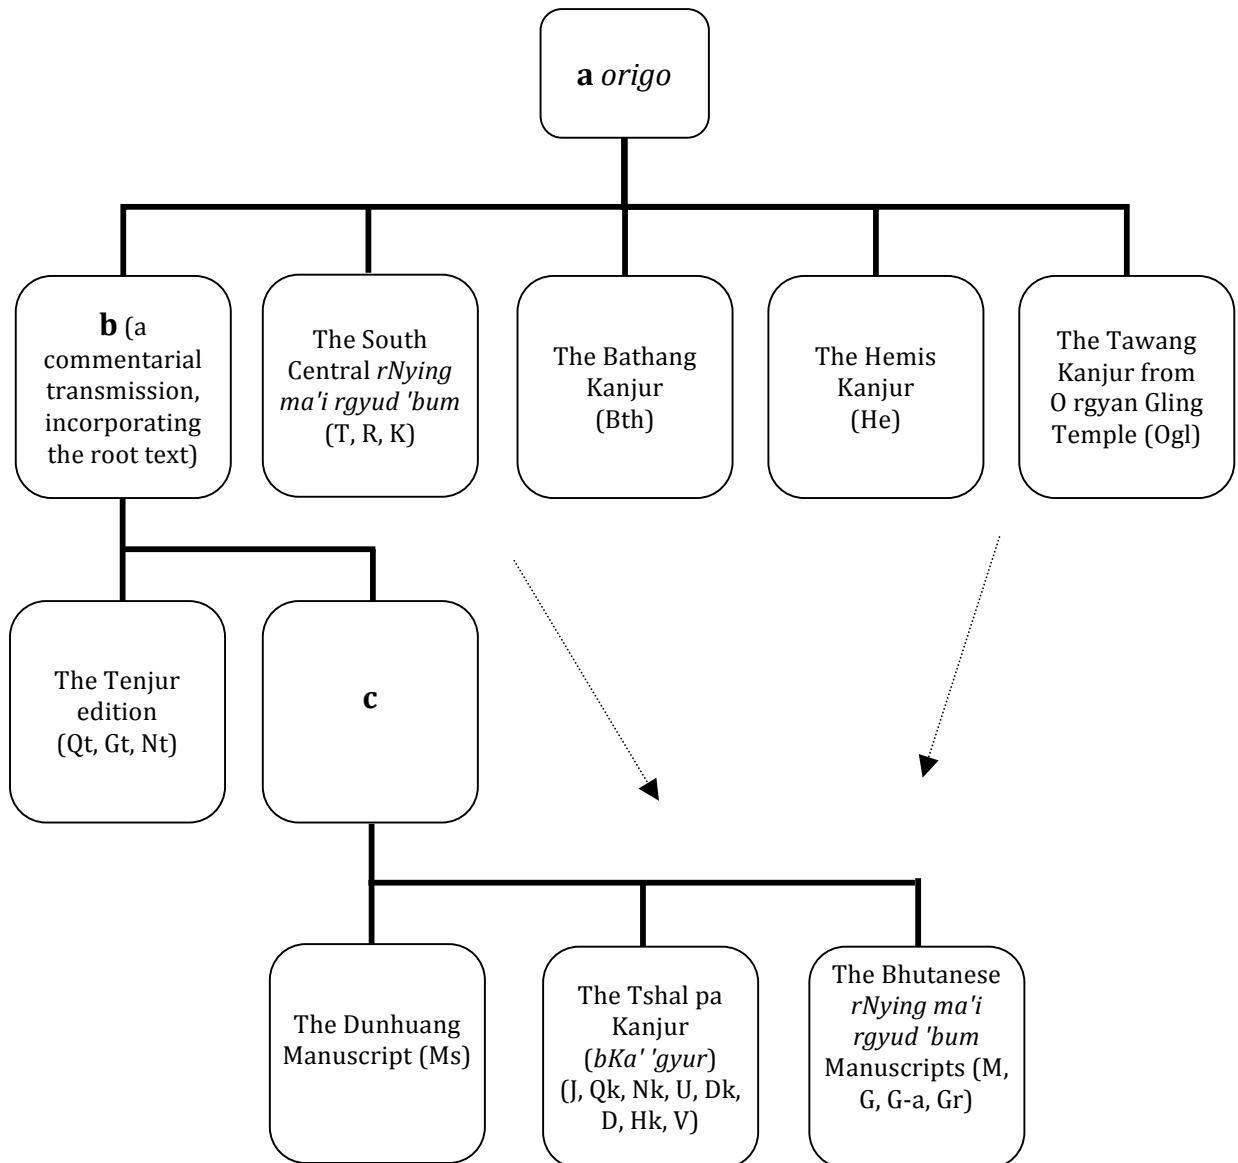 a origo
b (a
commentarial
transmission,
incorporating
the root text)
The South
Central rNying
ma'i rgyud 'bum
(T, R, K)
The Bathang
Kanjur
(Bth)
The Hemis
Kanjur
(He)
The Tawang
Kanjur from
O rgyan Gling
Temple (Ogl)
The Tenjur
edition
(Qt, Gt, Nt)
c
The Dunhuang
Manuscript (Ms)
The Tshal pa
Kanjur
(bKa' 'gyur)
(J, Qk, Nk, U, Dk,
D, Hk, V)
The Bhutanese
rNying ma'i
rgyud 'bum
Manuscripts (M,
G, G-a, Gr)